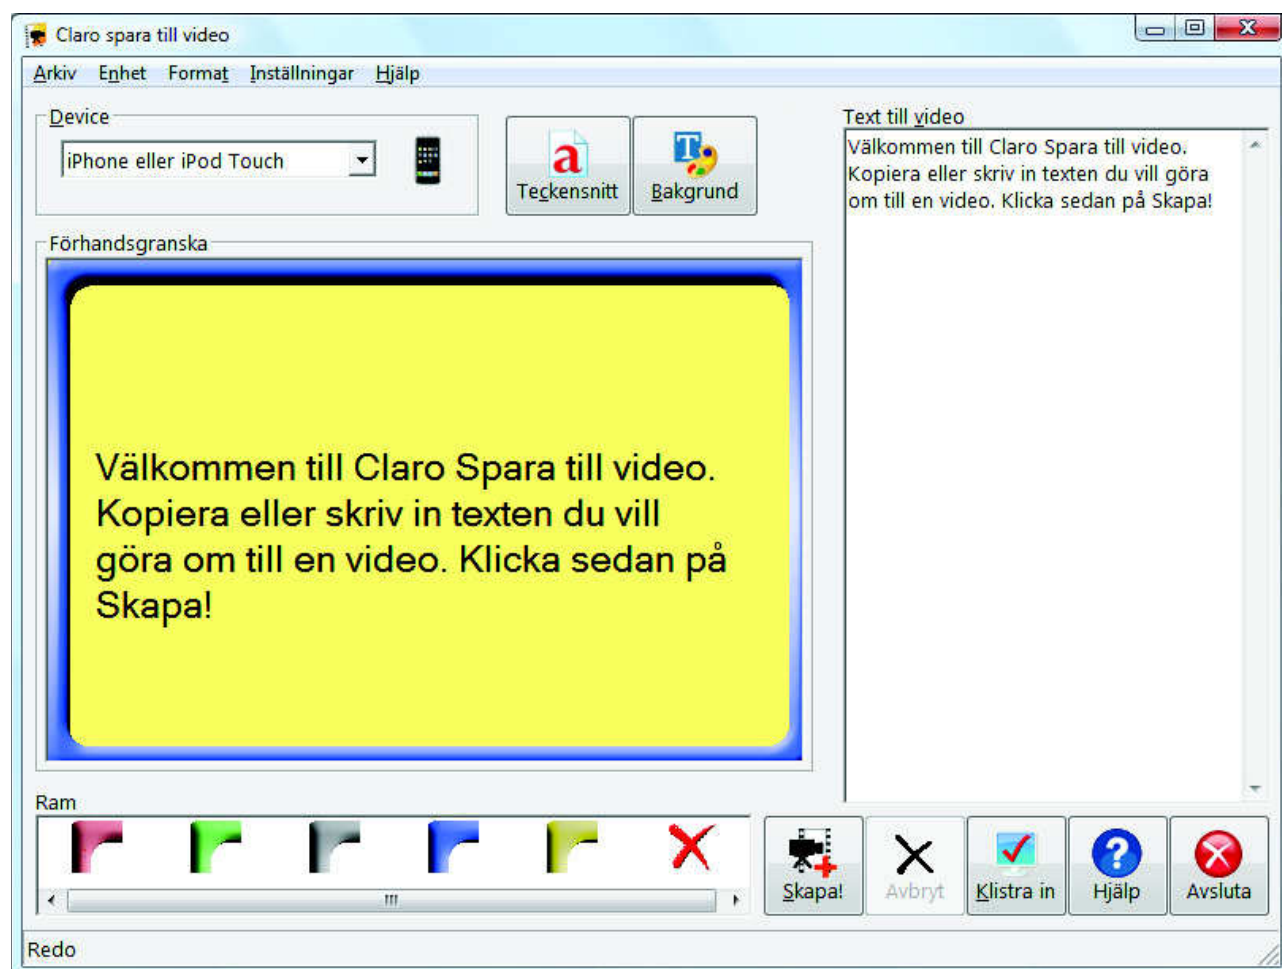 Claro spara till video
Arkiv Enhet Format Inställningar Hjälp
Device
iPhone eller iPod Touch
Teckensnitt
Bakgrund
Text till video
Välkommen till Claro Spara till video.
Kopiera eller skriv in texten du vill göra
om till en video. Klicka sedan på Skapa!
Förhandsgranska
Välkommen till Claro Spara till video.
Kopiera eller skriv in texten du vill
göra om till en video. Klicka sedan på
Skapa!
Ram
Skapa!
Avbryt
Klistra in
Hjälp
Avsluta
Redo